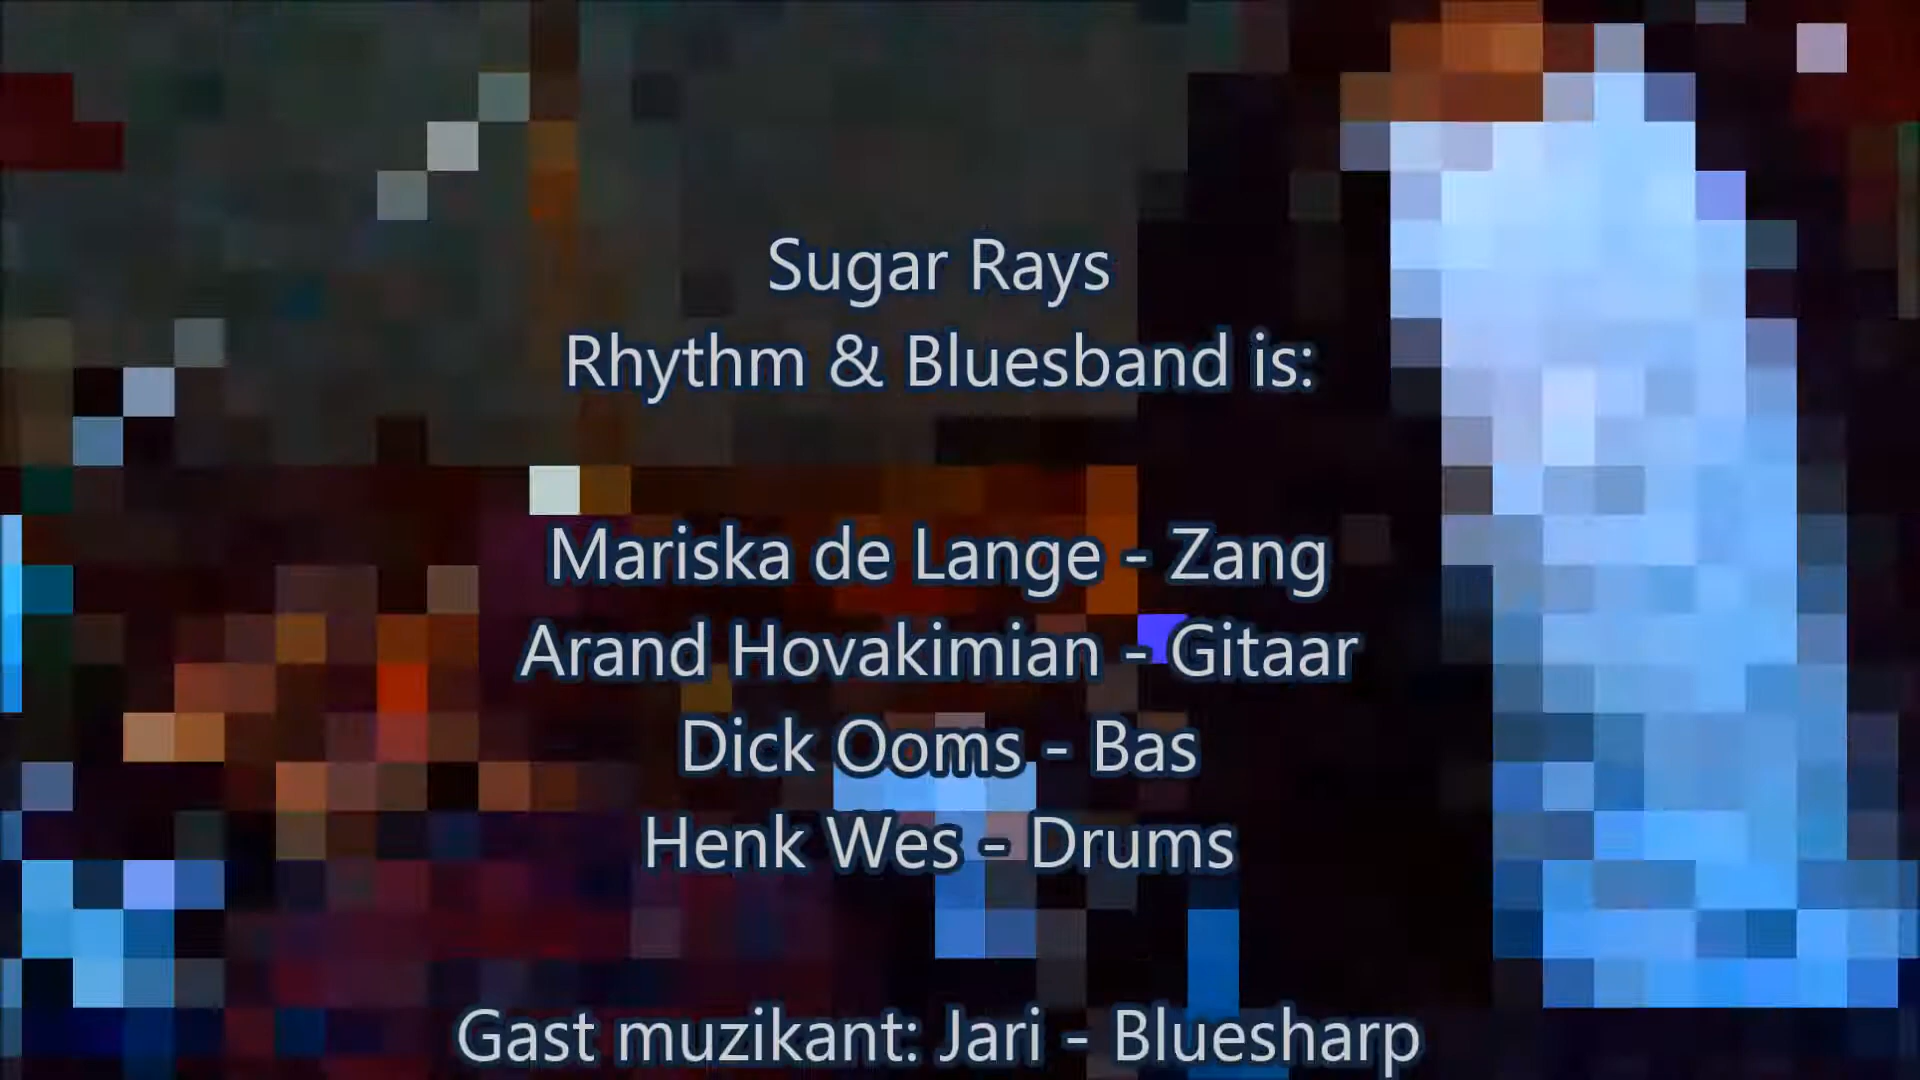 Sugar Rays
Rhythm & Bluesband is:
Mariska de Lange - Zang
Arand Hovakimian - Gitaar
Dick Ooms - Bas
Henk Wes - Drums
Gast muzikant: Jari - Bluesharp